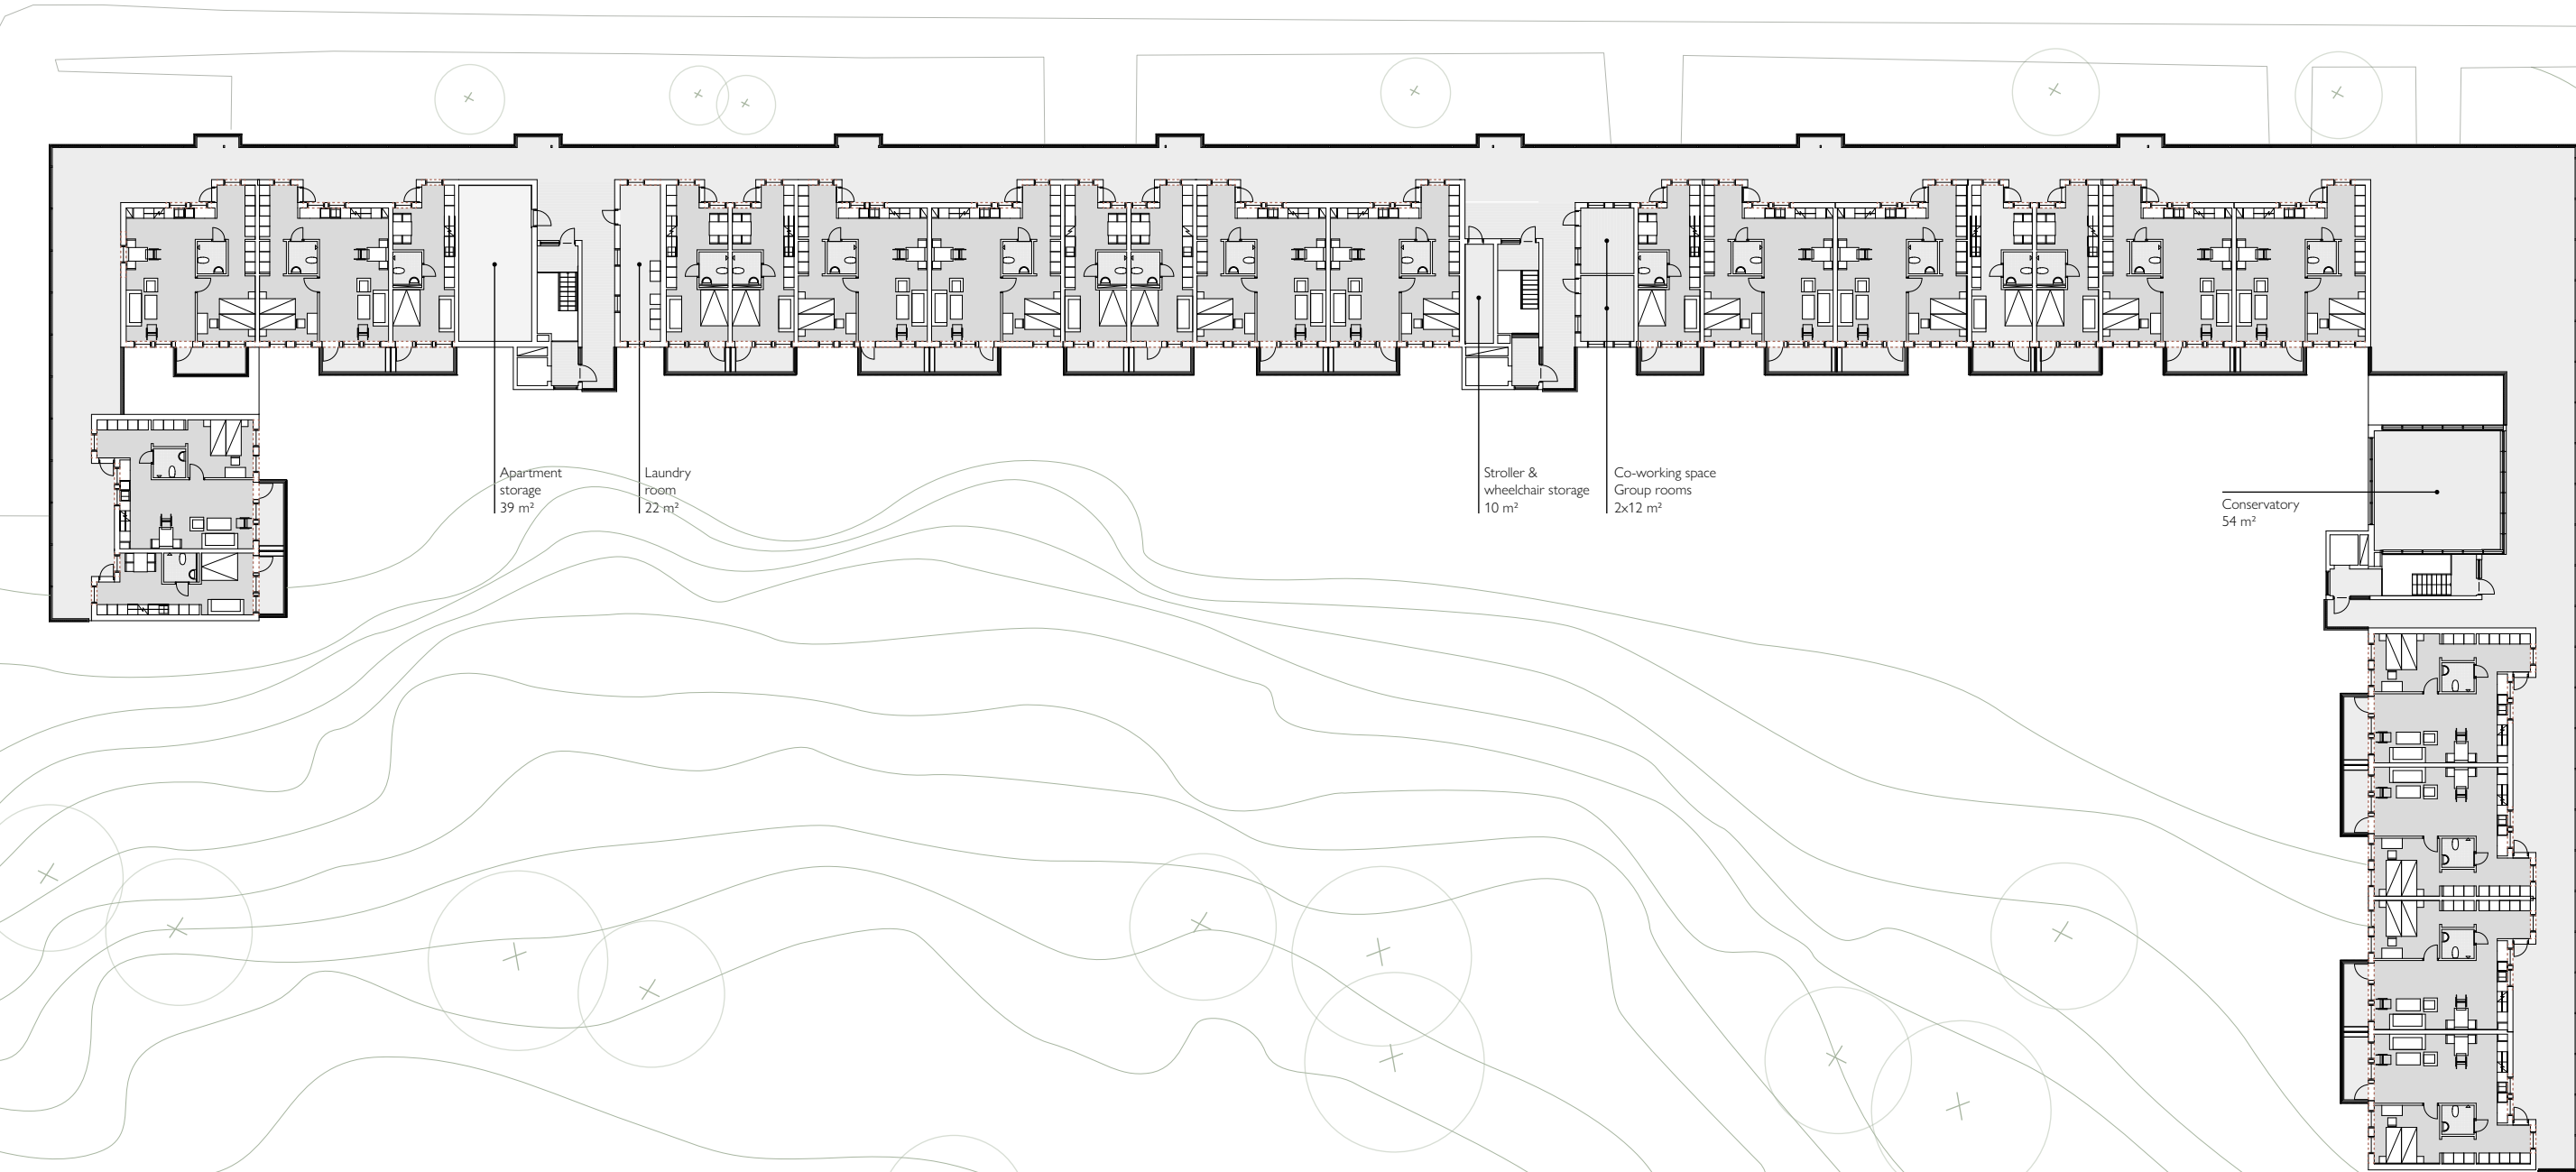 Apartment
storage
39 m²
Laundry
room
22 m²
Stroller &
wheelchair storage
10 m²
Co-working space
Group rooms
2x12 m²
Conservatory
54 m²